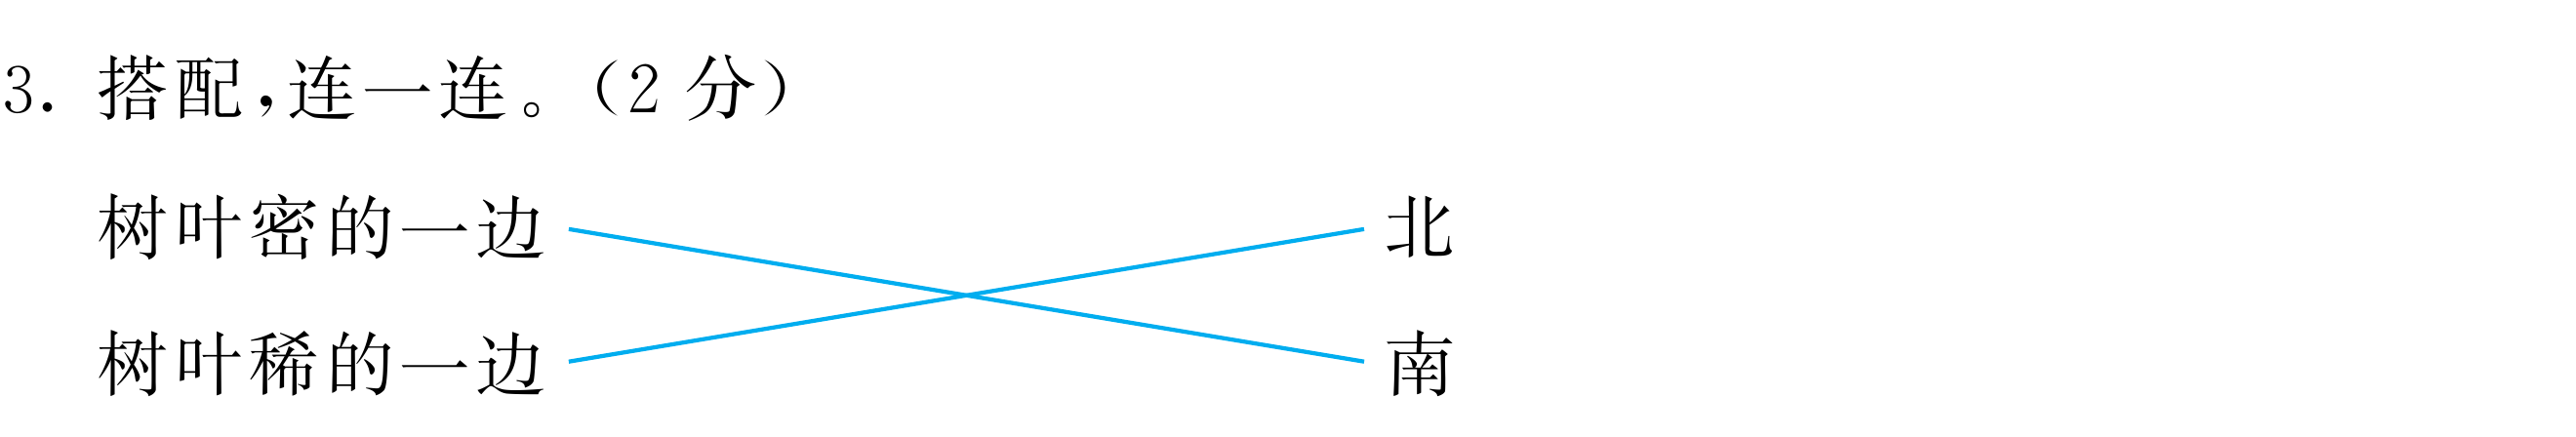 3. 搭配,连一连。(2 分)
树叶密的一边 北
树叶稀的一边 南